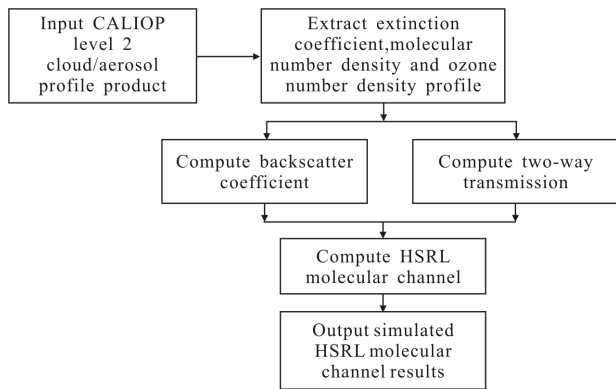 Input CALIOP
level 2
cloud/aerosol
profile product
Extract extinction
coefficient,molecular
number density and ozone
number density profile
Compute backscatter
coefficient
Compute two-way
transmission
Compute HSRL
molecular channel
Output simulated
HSRL molecular
channel results